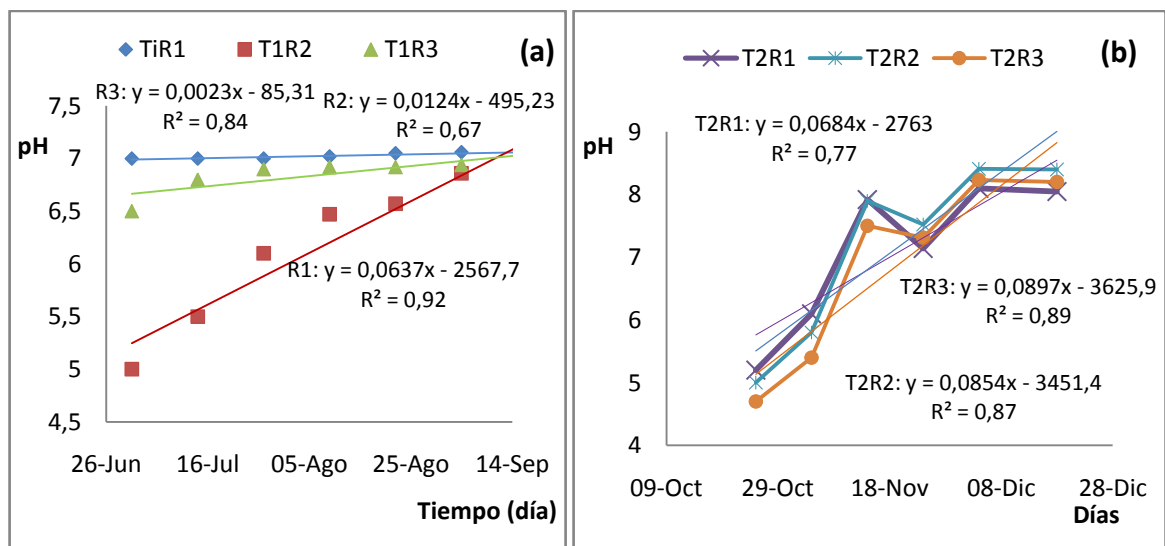 TiR1 T1R2 T1R3 (a)
R3: y = 0,0023x - 85,31
R² = 0,84
R2: y = 0,0124x - 495,23
R² = 0,67
pH
7,5
7
6,5
6
5,5
5
4,5
R1: y = 0,0637x - 2567,7
R² = 0,92
26-Jun 16-Jul 05-Ago 25-Ago 14-Sep
Tiempo (día)
T2R1 T2R2 T2R3 (b)
pH
9
8
7
6
5
4
T2R1: y = 0,0684x - 2763
R² = 0,77
T2R3: y = 0,0897x - 3625,9
R² = 0,89
T2R2: y = 0,0854x - 3451,4
R² = 0,87
09-Oct 29-Oct 18-Nov 08-Dic 28-Dic
Días